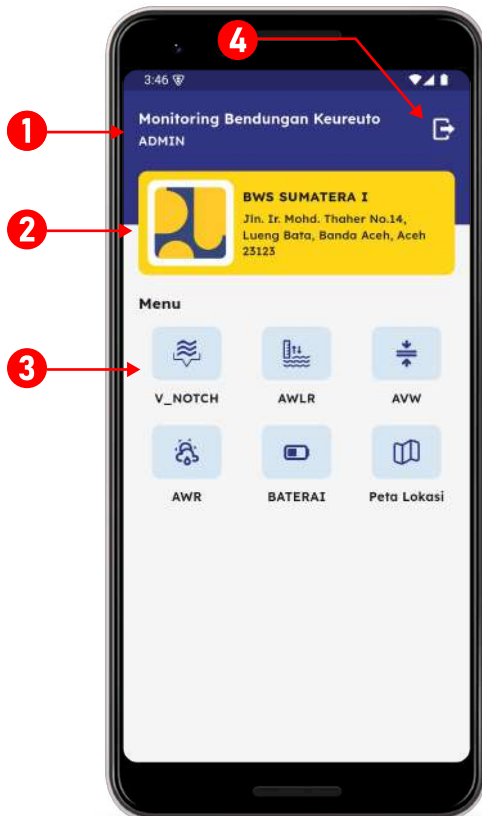 4
3:46
1
Monitoring Bendungan Keureuto
ADMIN
2
BWS SUMATERA I
Jln. Ir. Mohd. Thaher No.14,
Lueng Bata, Banda Aceh, Aceh
23123
Menu
3
V_NOTCH AWLR AVW
AWR BATERAI Peta Lokasi